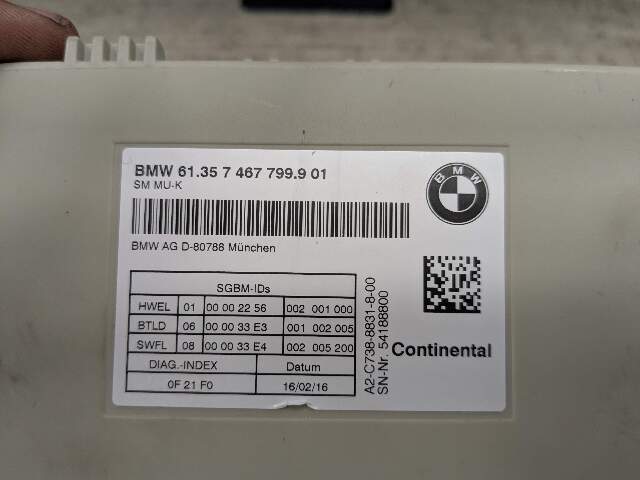 BMW 61.35 7 467 799.9 01
SM MU-K
BMW AG D-80788 München
BMW
SGBM-IDs
HWEL 01 00 00 22 56 002 001 000
BTLD 06 00 00 33 E3 001 002 005
SWFL 08 00 00 33 E4 002 005 200
DIAG.-INDEX Datum
0F 21 F0 16/02/16
A2-C738-8831-8-00
SN-Nr. 54188800
Continental